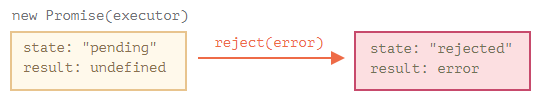 new Promise(executor)
state: "pending"
result: undefined
reject(error)
state: "rejected"
result: error